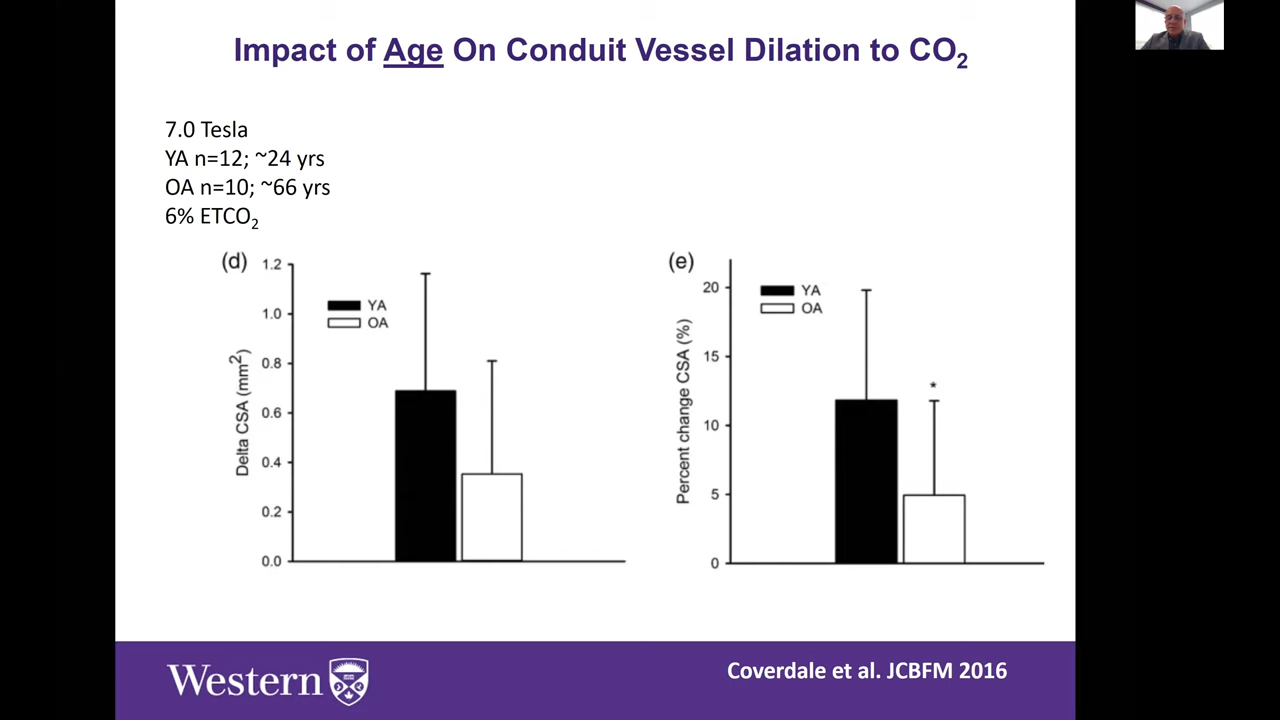 Impact of Age On Conduit Vessel Dilation to CO₂
7.0 Tesla
YA n=12; ~24 yrs
OA n=10; ~66 yrs
6% ETCO₂
(d)
1.2
1.0
0.8
0.6
0.4
0.2
0.0
Delta CSA (mm²)
YA
OA
(e)
20
15
10
5
0
Percent change CSA (%)
YA
OA
*
Western
Coverdale et al. JCBFM 2016